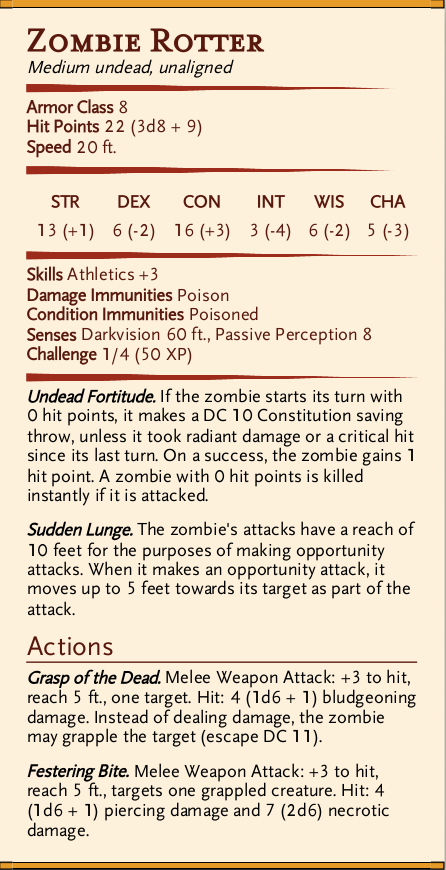 Zombie Rotter
Medium undead, unaligned
Armor Class 8
Hit Points 22 (3d8 + 9)
Speed 20 ft.
STR DEX CON INT WIS CHA
13 (+1) 6 (-2) 16 (+3) 3 (-4) 6 (-2) 5 (-3)
Skills Athletics +3
Damage Immunities Poison
Condition Immunities Poisoned
Senses Darkvision 60 ft., Passive Perception 8
Challenge 1/4 (50 XP)
Undead Fortitude. If the zombie starts its turn with
0 hit points, it makes a DC 10 Constitution saving
throw, unless it took radiant damage or a critical hit
since its last turn. On a success, the zombie gains 1
hit point. A zombie with 0 hit points is killed
instantly if it is attacked.
Sudden Lunge. The zombie's attacks have a reach of
10 feet for the purposes of making opportunity
attacks. When it makes an opportunity attack, it
moves up to 5 feet towards its target as part of the
attack.
Actions
Grasp of the Dead. Melee Weapon Attack: +3 to hit,
reach 5 ft., one target. Hit: 4 (1d6 + 1) bludgeoning
damage. Instead of dealing damage, the zombie
may grapple the target (escape DC 11).
Festering Bite. Melee Weapon Attack: +3 to hit,
reach 5 ft., targets one grappled creature. Hit: 4
(1d6 + 1) piercing damage and 7 (2d6) necrotic
damage.